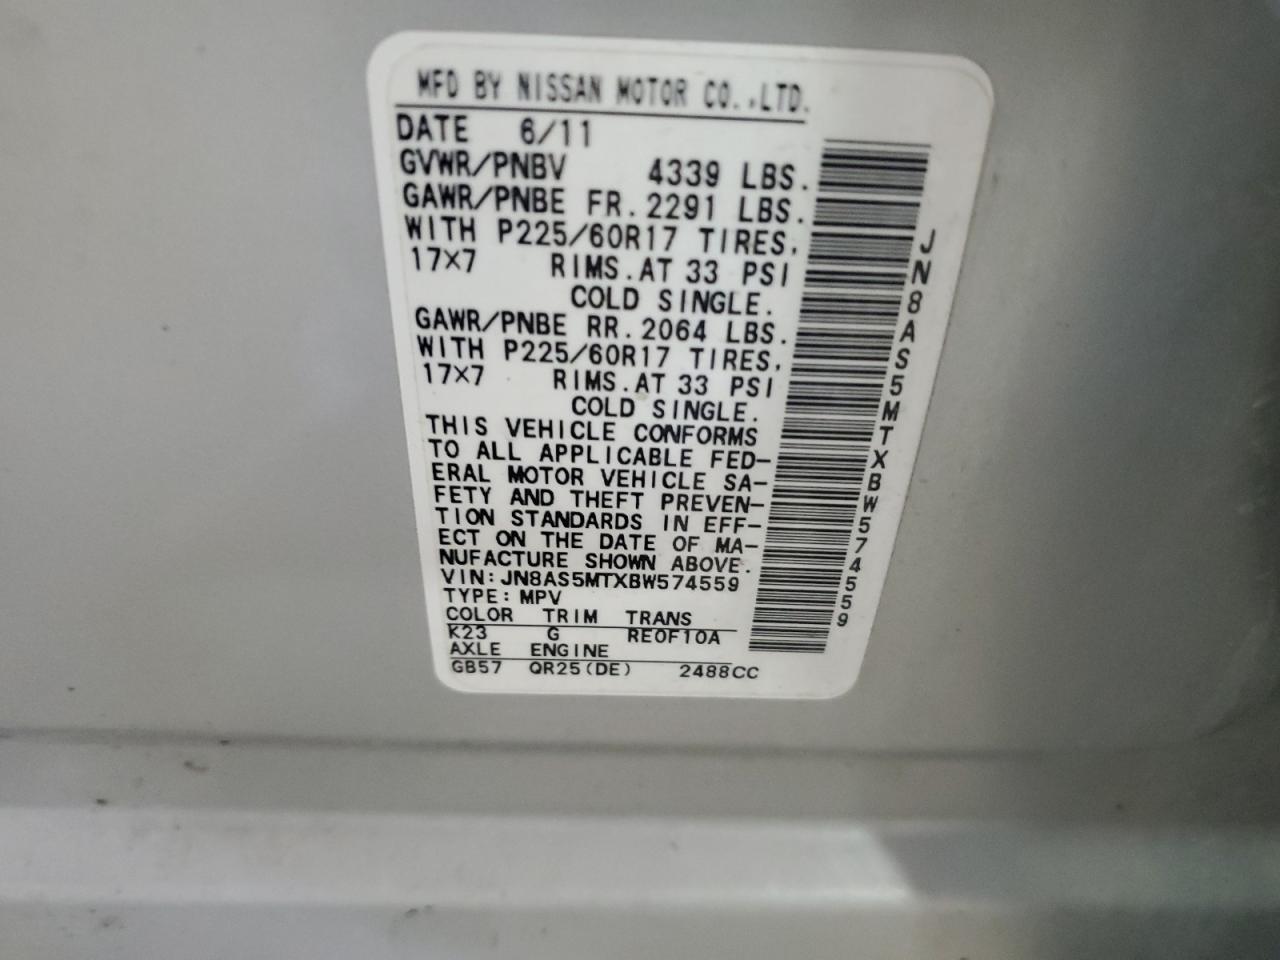 MFD BY NISSAN MOTOR CO.,LTD.
DATE 6/11
GVWR/PNBV 4339 LBS.
GAWR/PNBE FR. 2291 LBS.
WITH P225/60R17 TIRES,
17×7 RIMS. AT 33 PSI
COLD SINGLE.
GAWR/PNBE RR. 2064 LBS.
WITH P225/60R17 TIRES,
17×7 RIMS. AT 33 PSI
COLD SINGLE.
THIS VEHICLE CONFORMS
TO ALL APPLICABLE FED-
ERAL MOTOR VEHICLE SA-
FETY AND THEFT PREVEN-
TION STANDARDS IN EFF-
ECT ON THE DATE OF MA-
NUFACTURE SHOWN ABOVE.
VIN: JN8AS5MTXBW574559
TYPE: MPV
COLOR TRIM TRANS
K23 G RE0F10A
AXLE ENGINE
GB57 QR25(DE) 2488CC
JN8AS5MTXBW574559